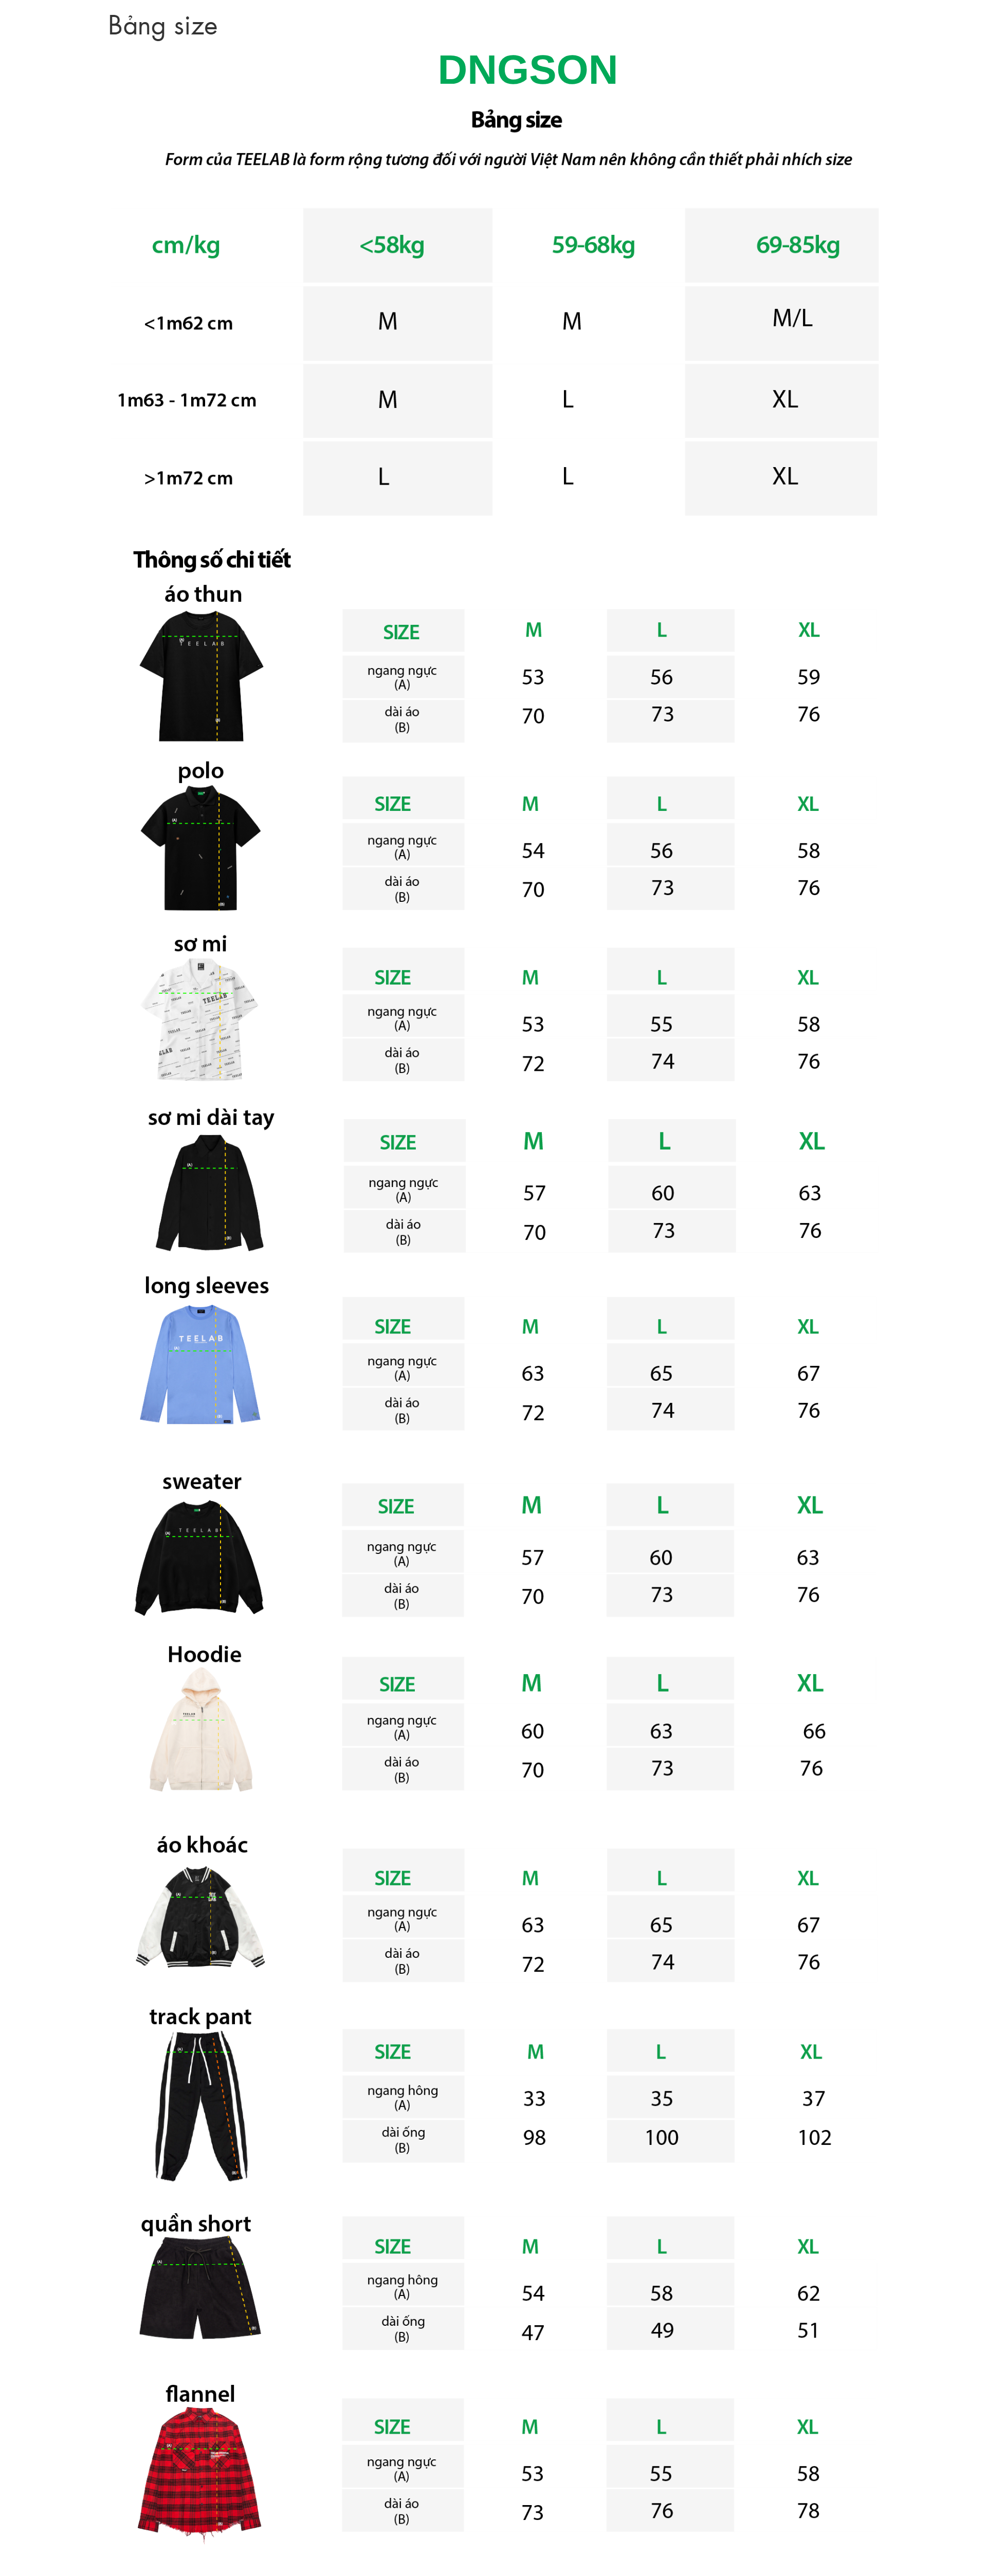 Bảng size
DNGSON
Bảng size
Form của TEELAB là form rộng tương đối với người Việt Nam nên không cần thiết phải nhích size
cm/kg <58kg 59-68kg 69-85kg
<1m62 cm M M M/L
1m63 - 1m72 cm M L XL
>1m72 cm L L XL
Thông số chi tiết
áo thun
TEELAB
SIZE M L XL
ngang ngực (A) 53 56 59
dài áo (B) 70 73 76
polo
(A)
(B)
SIZE M L XL
ngang ngực (A) 54 56 58
dài áo (B) 70 73 76
sơ mi
TEELAB
SIZE M L XL
ngang ngực (A) 53 55 58
dài áo (B) 72 74 76
sơ mi dài tay
(A)
(B)
SIZE M L XL
ngang ngực (A) 57 60 63
dài áo (B) 70 73 76
long sleeves
TEELAB
(A)
(B)
SIZE M L XL
ngang ngực (A) 63 65 67
dài áo (B) 72 74 76
sweater
TEELAB
(A)
(B)
SIZE M L XL
ngang ngực (A) 57 60 63
dài áo (B) 70 73 76
Hoodie
TEELAB
SIZE M L XL
ngang ngực (A) 60 63 66
dài áo (B) 70 73 76
áo khoác
(A)
(B)
SIZE M L XL
ngang ngực (A) 63 65 67
dài áo (B) 72 74 76
track pant
(A)
(B)
SIZE M L XL
ngang hông (A) 33 35 37
dài ống (B) 98 100 102
quần short
(A)
(B)
SIZE M L XL
ngang hông (A) 54 58 62
dài ống (B) 47 49 51
flannel
(A)
SIZE M L XL
ngang ngực (A) 53 55 58
dài áo (B) 73 76 78